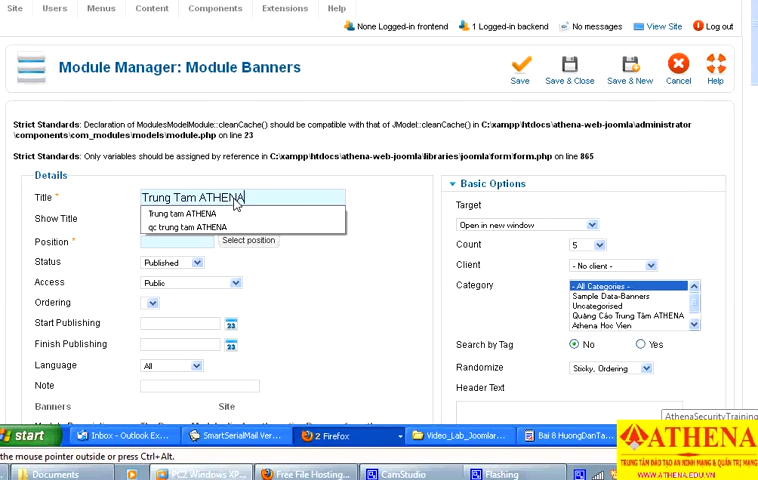 Site Users Menus Content Components Extensions Help
None Logged-in frontend 1 Logged-in backend No messages View Site Log out
Module Manager: Module Banners
Save Save & Close Save & New Cancel Help
Strict Standards: Declaration of ModulesModelModule::cleanCache() should be compatible with that of JModel::cleanCache() in C:\xampp\htdocs\athena-web-joomla\administrator
\components\com_modules\models\module.php on line 23
Strict Standards: Only variables should be assigned by reference in C:\xampp\htdocs\athena-web-joomla\libraries\joomla\form\form.php on line 865
Details
Title * Trung Tam ATHENA
Trung tam ATHENA
Show Title
qc trung tam ATHENA
Position * Select position
Status Published
Access Public
Ordering
Start Publishing 23
Finish Publishing 23
Language All
Note
Banners Site
Basic Options
Target
Open in new window
Count 5
Client - No client -
Category - All Categories -
Sample Data-Banners
Uncategorised
Quảng Cáo Trung Tâm ATHENA
Athena Hoc Vien
Search by Tag No Yes
Randomize Sticky, Ordering
Header Text
AthenaSecurityTraining
start Inbox - Outlook Ex... SmartSerialMail Ver... 2 Firefox Video_Lab_Joomlar... Bai 8 HuongDanTa...
the mouse pointer outside or press Ctrl+Alt.
Documents PC2 Windows XP... Free File Hosting... CamStudio Flashing
ATHENA
TRUNG TÂM ĐÀO TẠO AN NINH MẠNG & QUẢN TRỊ MẠNG
WWW.ATHENA.EDU.VN